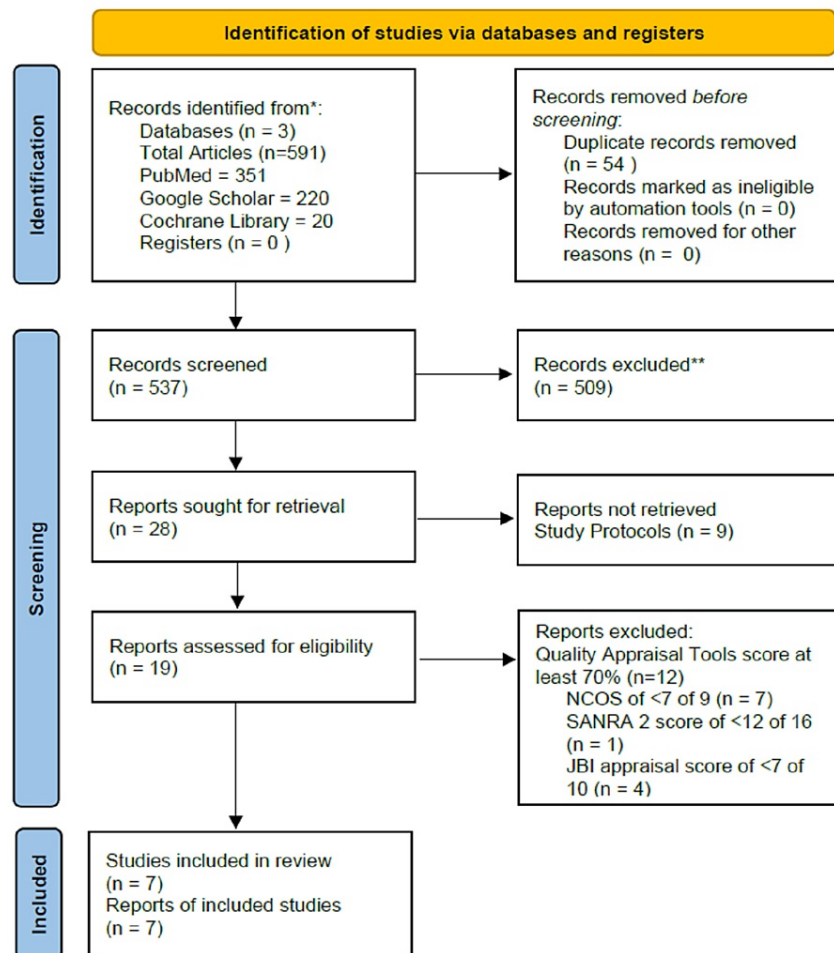 Identification of studies via databases and registers
Identification
Records identified from*:
Databases (n = 3)
Total Articles (n=591)
PubMed = 351
Google Scholar = 220
Cochrane Library = 20
Registers (n = 0 )
Records removed before
screening:
Duplicate records removed
(n = 54 )
Records marked as ineligible
by automation tools (n = 0)
Records removed for other
reasons (n =  0)
Screening
Records screened
(n = 537)
Records excluded**
(n = 509)
Reports sought for retrieval
(n = 28)
Reports not retrieved
Study Protocols (n = 9)
Reports assessed for eligibility
(n = 19)
Reports excluded:
Quality Appraisal Tools score at
least 70% (n=12)
NCOS of <7 of 9 (n = 7)
SANRA 2 score of <12 of 16
(n = 1)
JBI appraisal score of <7 of
10 (n = 4)
Included
Studies included in review
(n = 7)
Reports of included studies
(n = 7)